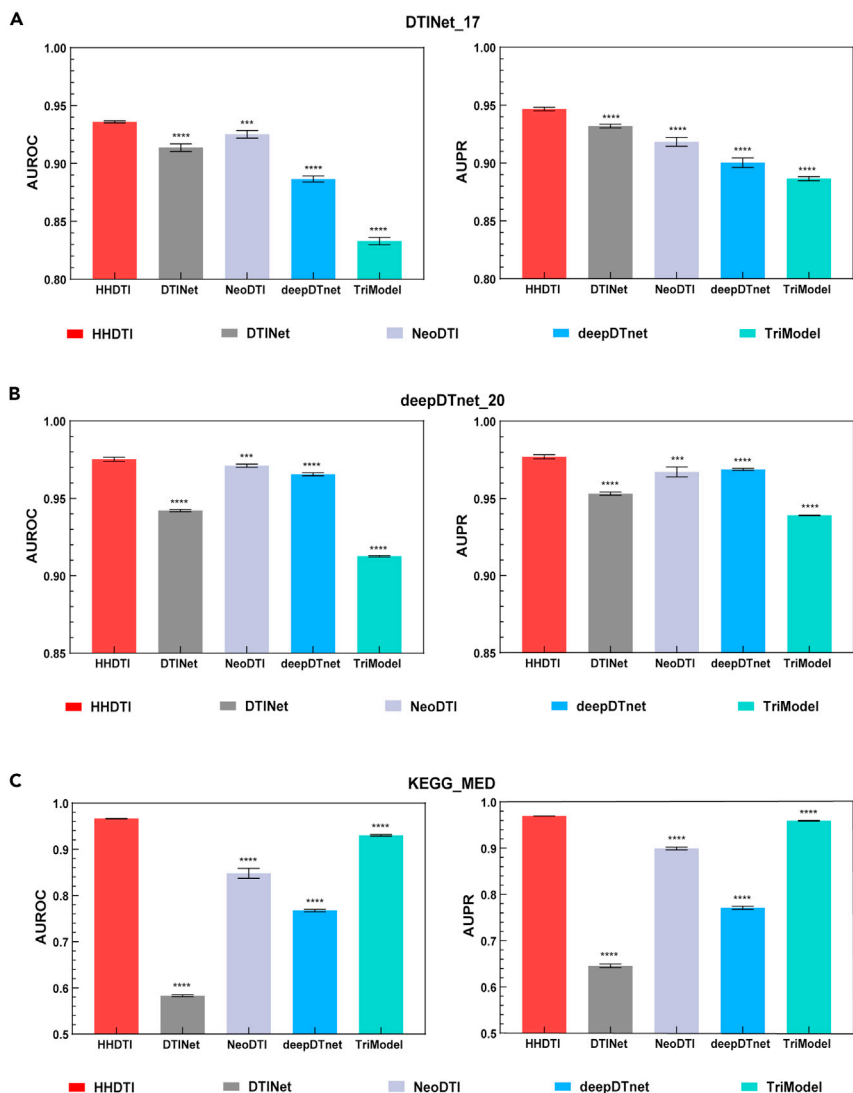 A
DTINet_17
AUROC
1.00
0.95
0.90
0.85
0.80
****
***
****
****
HHDTI DTINet NeoDTI deepDTnet TriModel
AUPR
1.00
0.95
0.90
0.85
0.80
****
****
****
****
HHDTI DTINet NeoDTI deepDTnet TriModel
HHDTI DTINet NeoDTI deepDTnet TriModel
B
deepDTnet_20
AUROC
1.00
0.95
0.90
0.85
****
***
****
****
HHDTI DTINet NeoDTI deepDTnet TriModel
AUPR
1.00
0.95
0.90
0.85
****
***
****
****
HHDTI DTINet NeoDTI deepDTnet TriModel
HHDTI DTINet NeoDTI deepDTnet TriModel
C
KEGG_MED
AUROC
1.0
0.9
0.8
0.7
0.6
0.5
****
****
****
****
HHDTI DTINet NeoDTI deepDTnet TriModel
AUPR
1.0
0.9
0.8
0.7
0.6
0.5
****
****
****
****
HHDTI DTINet NeoDTI deepDTnet TriModel
HHDTI DTINet NeoDTI deepDTnet TriModel